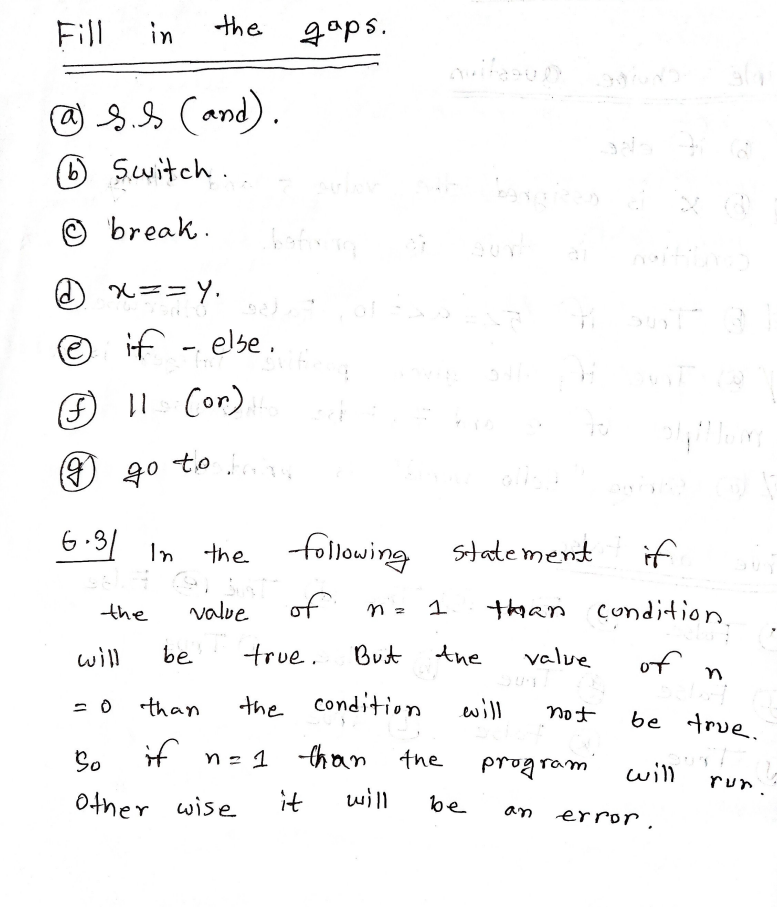 Fill in the gaps.
(a) && (and).
(b) Switch.
(c) break.
(d) x == y.
(e) if - else.
(f) || (or)
(g) go to.
6.3/ In the following statement if
the value of n = 1 than condition
will be true. But the value of n
= 0 than the condition will not be true.
So if n = 1 than the program will run.
Other wise it will be an error.